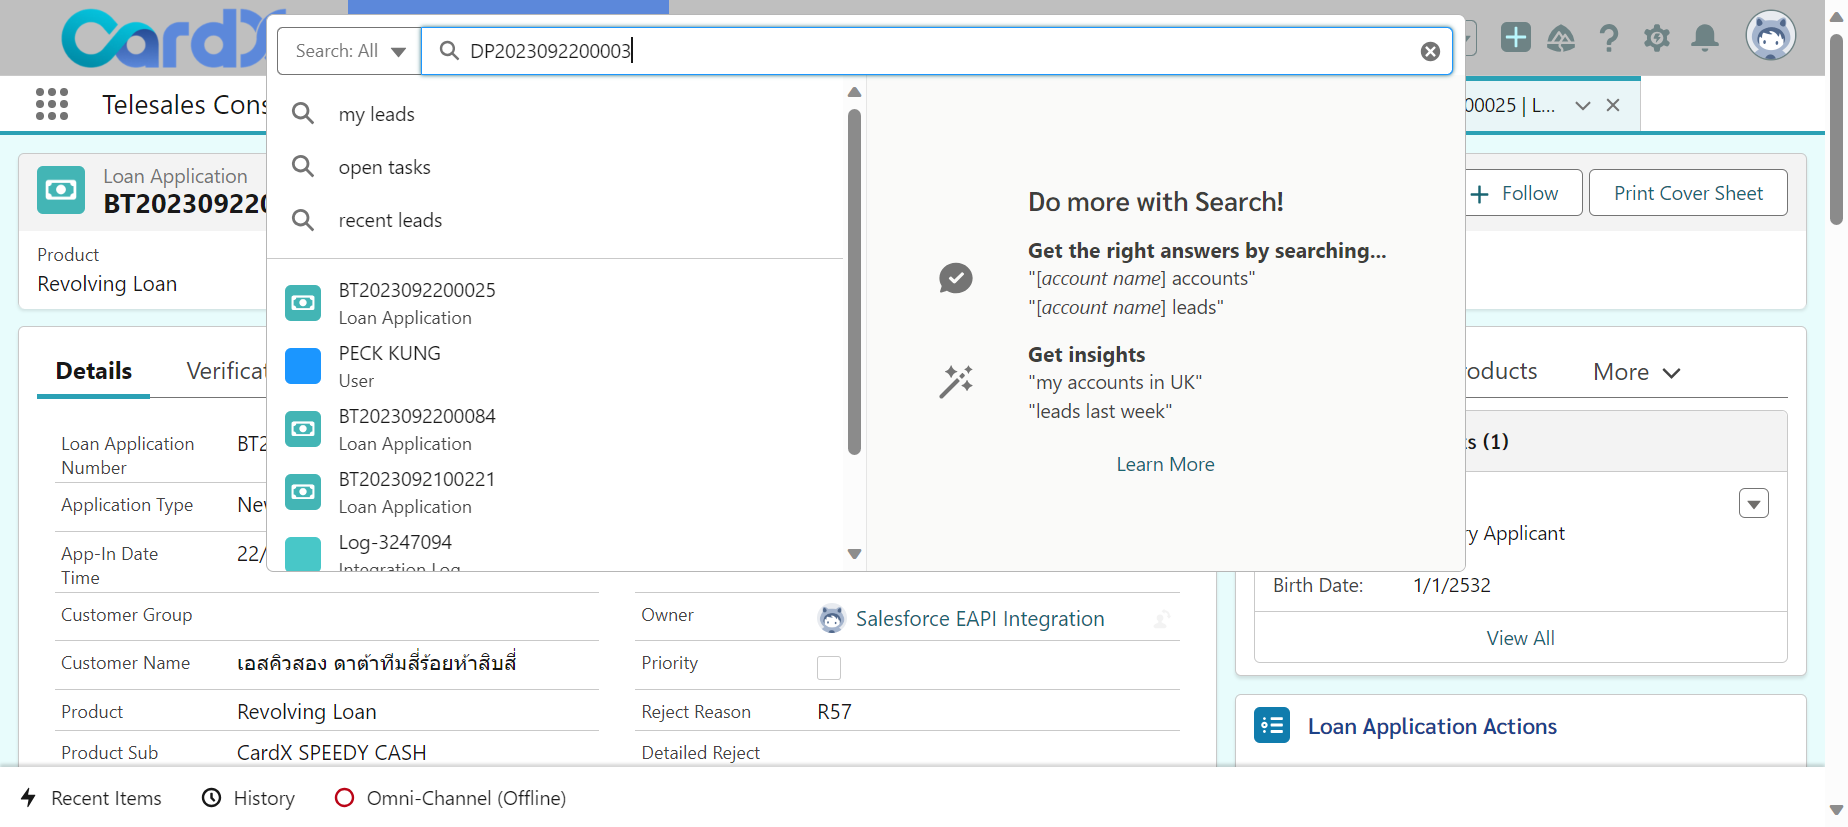 CardX
Search: All
DP2023092200003
Telesales Cons
00025 | L...
my leads
open tasks
recent leads
BT2023092200025
Loan Application
PECK KUNG
User
BT2023092200084
Loan Application
BT2023092100221
Loan Application
Log-3247094
Integration Log
Do more with Search!
Get the right answers by searching...
"[account name] accounts"
"[account name] leads"
Get insights
"my accounts in UK"
"leads last week"
Learn More
Loan Application
BT202309220
Follow
Print Cover Sheet
Product
Revolving Loan
Details
Verificat
Loan Application
Number
BT2
Application Type
New
App-In Date
Time
22/
Customer Group
Customer Name
เอสคิวสอง ดาต้าทีมสี่ร้อยห้าสิบสี่
Product
Revolving Loan
Product Sub
CardX SPEEDY CASH
Owner
Salesforce EAPI Integration
Priority
Reject Reason
R57
Detailed Reject
roducts
More
s (1)
ry Applicant
Birth Date:
1/1/2532
View All
Loan Application Actions
Recent Items
History
Omni-Channel (Offline)